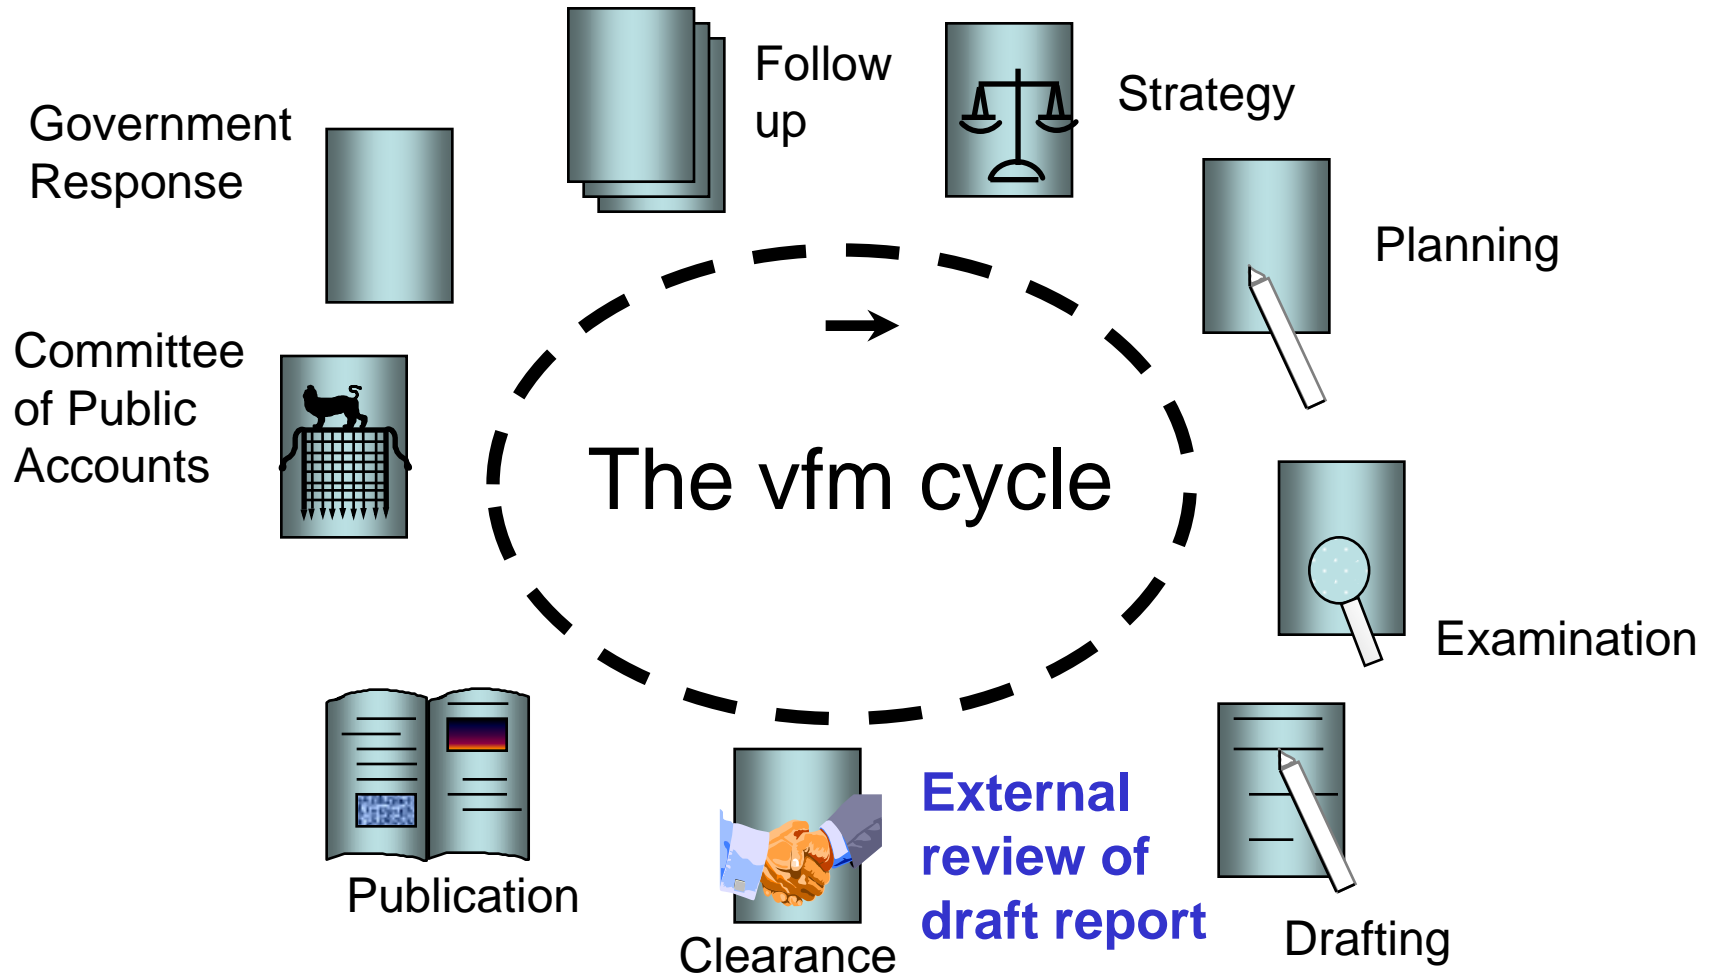 Follow
up
Strategy
Government
Response
Planning
Committee
of Public
Accounts
The vfm cycle
Examination
External
review of
draft report
Publication
Drafting
Clearance